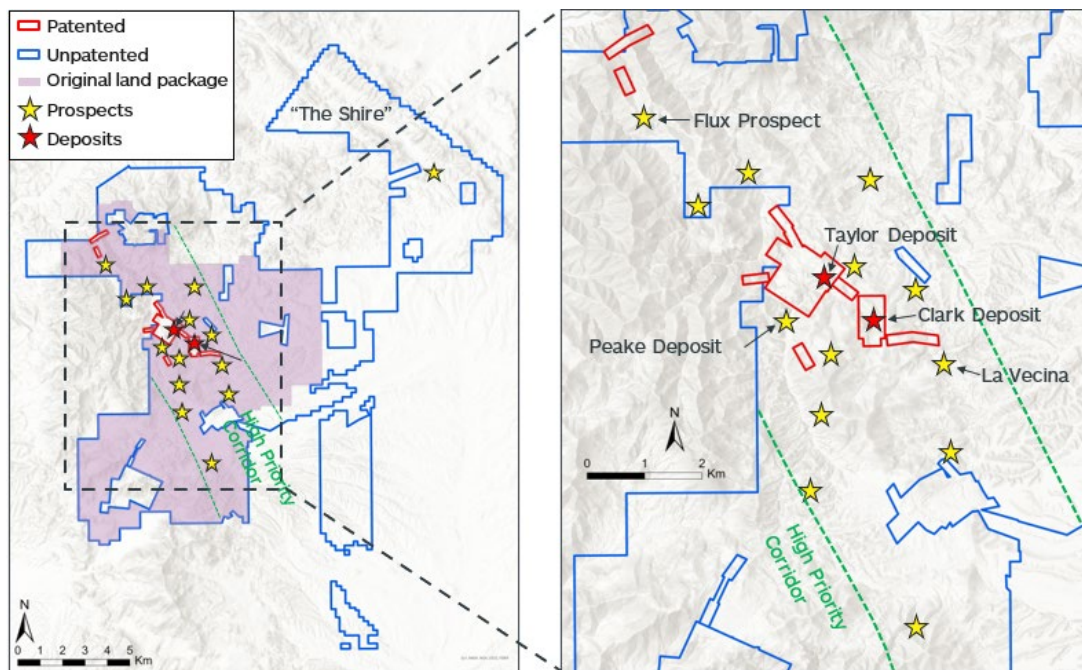 Patented
Unpatented
Original land package
Prospects
Deposits
“The Shire”
High Priority
Corridor
N
0 1 2 3 4 5
Km
Flux Prospect
Taylor Deposit
Clark Deposit
Peake Deposit
La Vecina
N
0 1 2
Km
High Priority
Corridor